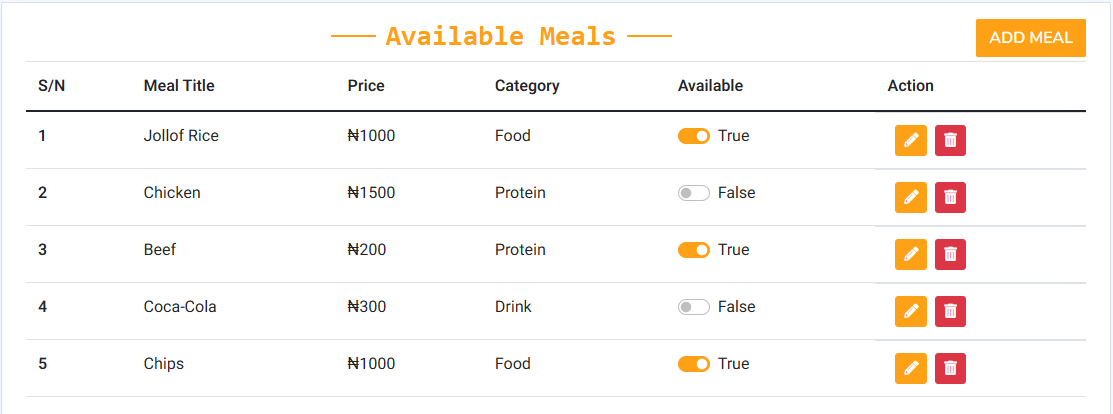 Available Meals
ADD MEAL
S/N Meal Title Price Category Available Action
1 Jollof Rice ₦1000 Food True
2 Chicken ₦1500 Protein False
3 Beef ₦200 Protein True
4 Coca-Cola ₦300 Drink False
5 Chips ₦1000 Food True